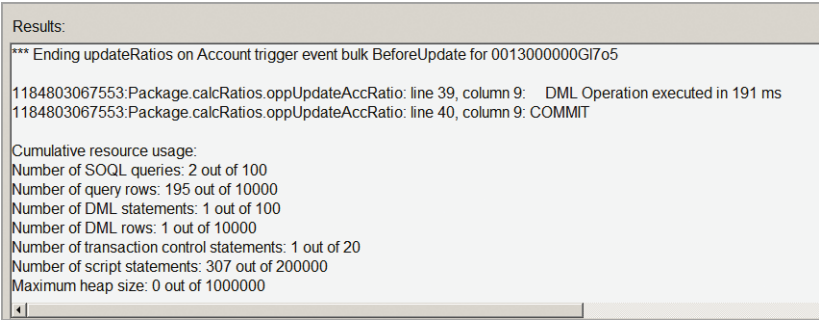 Results:
*** Ending updateRatios on Account trigger event bulk BeforeUpdate for 0013000000GI7o5
1184803067553:Package.calcRatios.oppUpdateAccRatio: line 39, column 9: DML Operation executed in 191 ms
1184803067553:Package.calcRatios.oppUpdateAccRatio: line 40, column 9: COMMIT
Cumulative resource usage:
Number of SOQL queries: 2 out of 100
Number of query rows: 195 out of 10000
Number of DML statements: 1 out of 100
Number of DML rows: 1 out of 10000
Number of transaction control statements: 1 out of 20
Number of script statements: 307 out of 200000
Maximum heap size: 0 out of 1000000